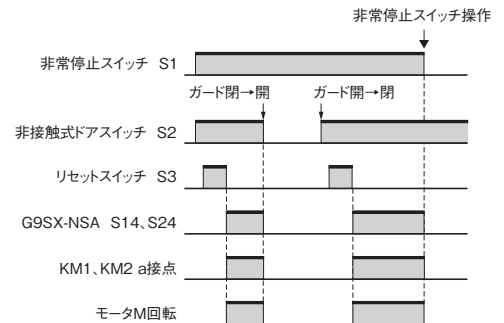 非常停止スイッチ操作
非常停止スイッチ S1
ガード閉→開
ガード開→閉
非接触式ドアスイッチ S2
リセットスイッチ S3
G9SX-NSA S14、S24
KM1、KM2 a接点
モータM回転